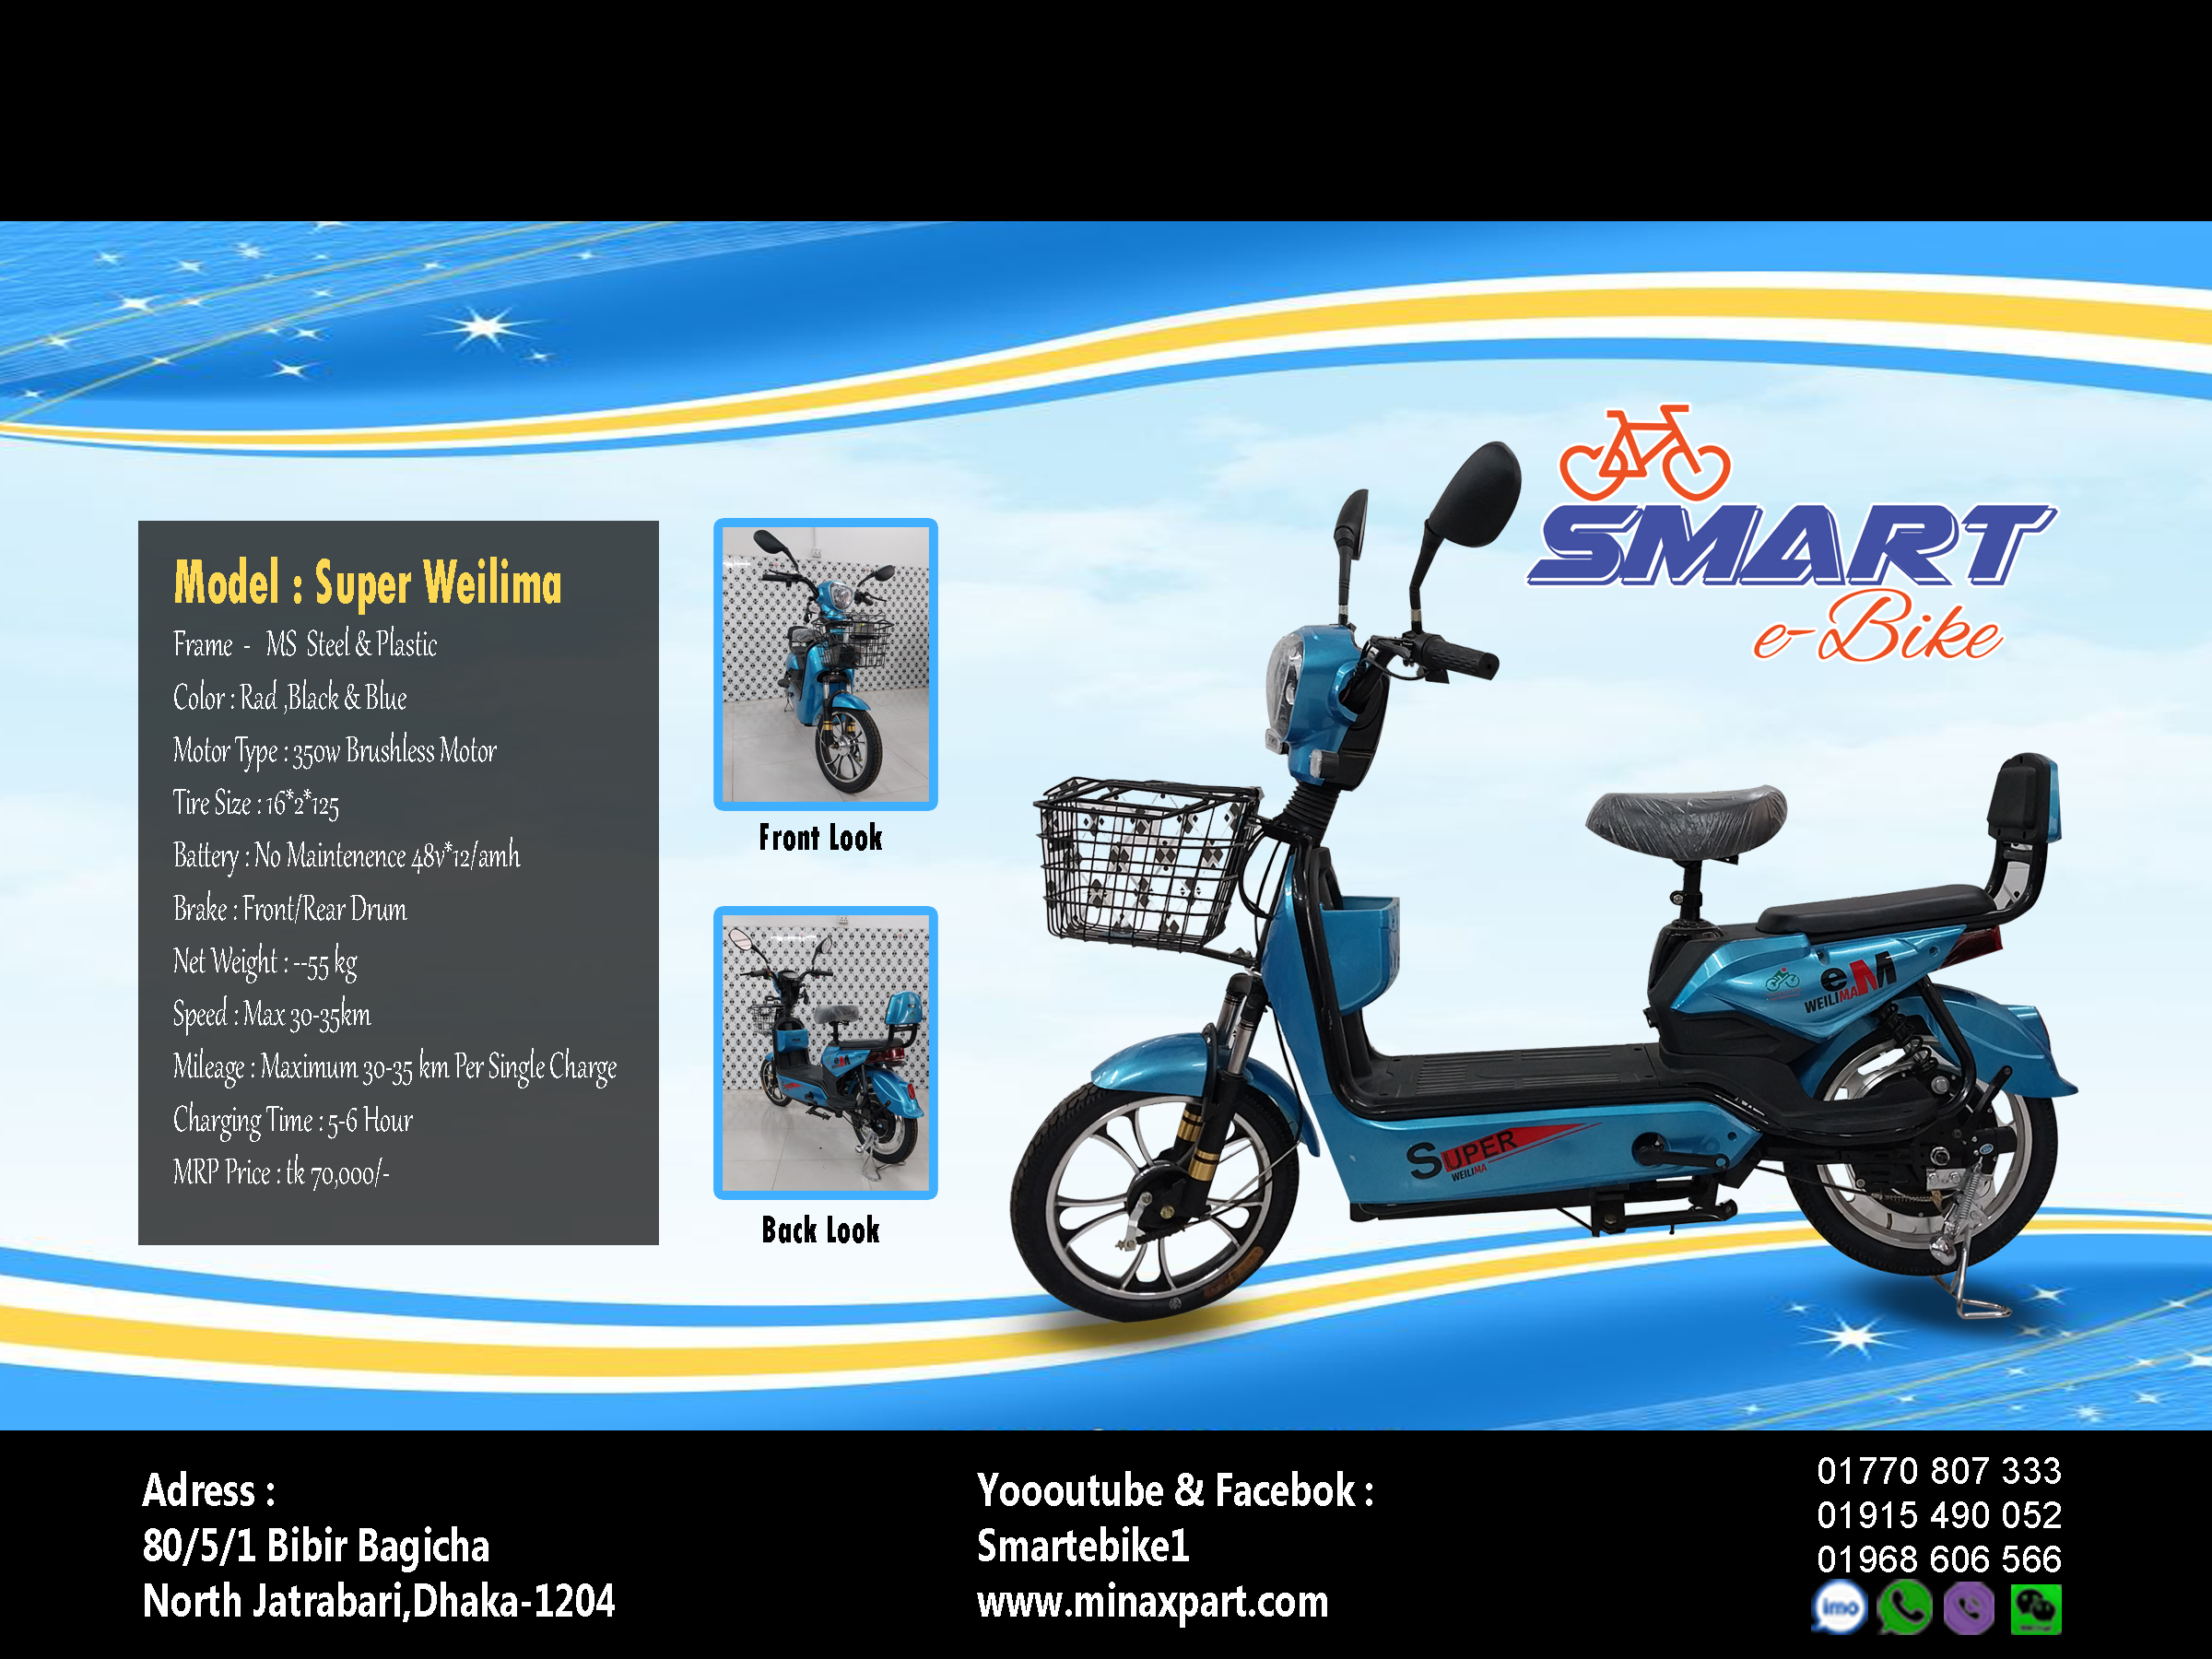 SMART
e-Bike
Model : Super Weilima
Frame - MS Steel & Plastic
Color : Rad ,Black & Blue
Motor Type : 350w Brushless Motor
Tire Size : 16*2*125
Battery : No Maintenence 48v*12/amh
Brake : Front/Rear Drum
Net Weight : --55 kg
Speed : Max 30-35km
Mileage : Maximum 30-35 km Per Single Charge
Charging Time : 5-6 Hour
MRP Price : tk 70,000/-
Front Look
Back Look
eM
WEILIMA
SUPER
WEILIMA
Adress :
80/5/1 Bibir Bagicha
North Jatrabari,Dhaka-1204
Yoooutube & Facebok :
Smartebike1
www.minaxpart.com
01770 807 333
01915 490 052
01968 606 566
imo